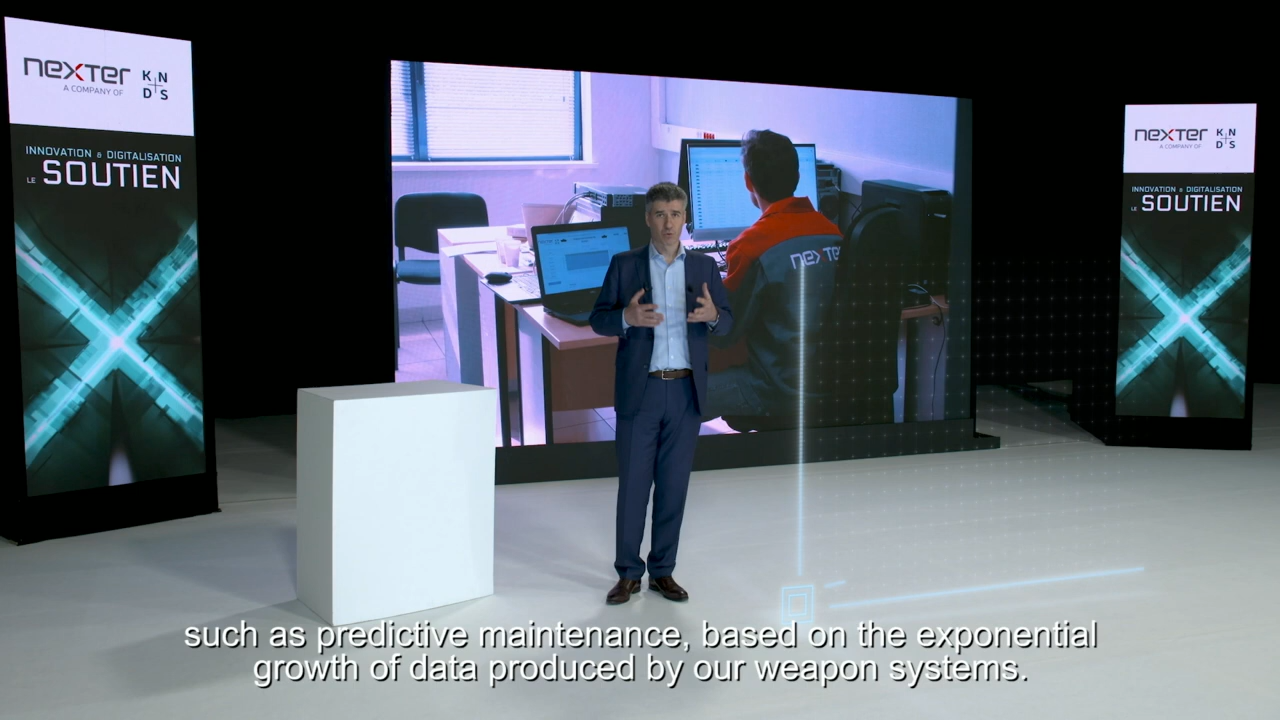 nexter
A COMPANY OF
K N
D S
INNOVATION & DIGITALISATION
LE SOUTIEN
nexter
A COMPANY OF
K N
D S
INNOVATION & DIGITALISATION
LE SOUTIEN
nexte
such as predictive maintenance, based on the exponential
growth of data produced by our weapon systems.